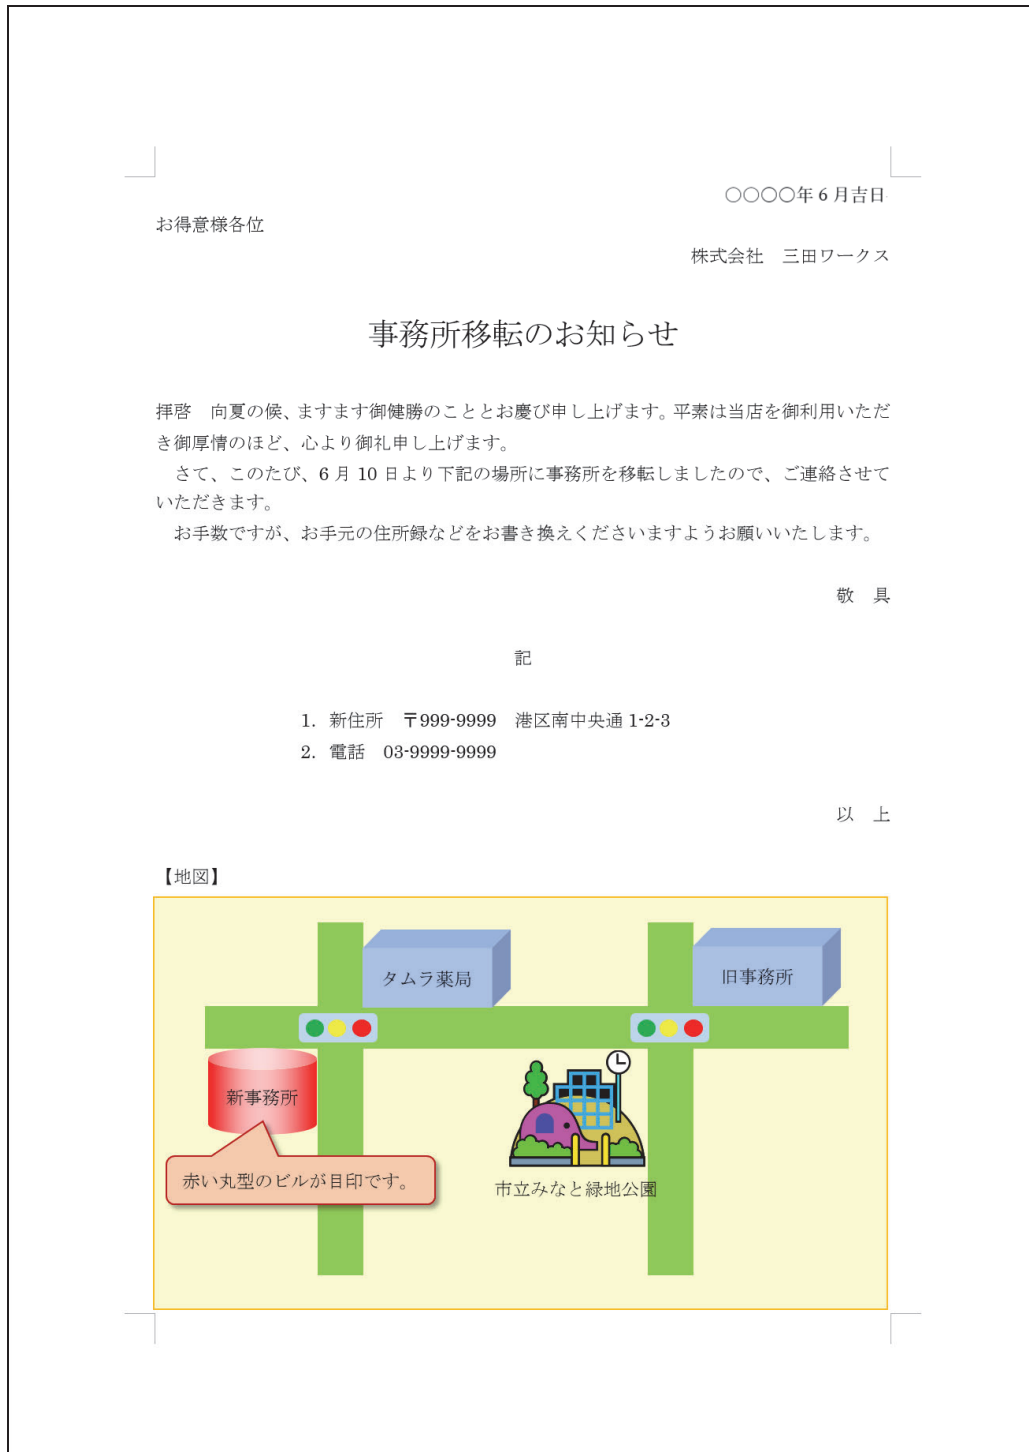 〇〇〇〇年 6 月吉日
お得意様各位
株式会社　三田ワークス
事務所移転のお知らせ
拝啓　向夏の候、ますます御健勝のこととお慶び申し上げます。平素は当店を御利用いただ
き御厚情のほど、心より御礼申し上げます。
　さて、このたび、6 月 10 日より下記の場所に事務所を移転しましたので、ご連絡させて
いただきます。
　お手数ですが、お手元の住所録などをお書き換えくださいますようお願いいたします。
敬　具
記
1. 新住所　〒999-9999　港区南中央通 1-2-3
2. 電話　03-9999-9999
以　上
【地図】
タムラ薬局
旧事務所
新事務所
赤い丸型のビルが目印です。
市立みなと緑地公園